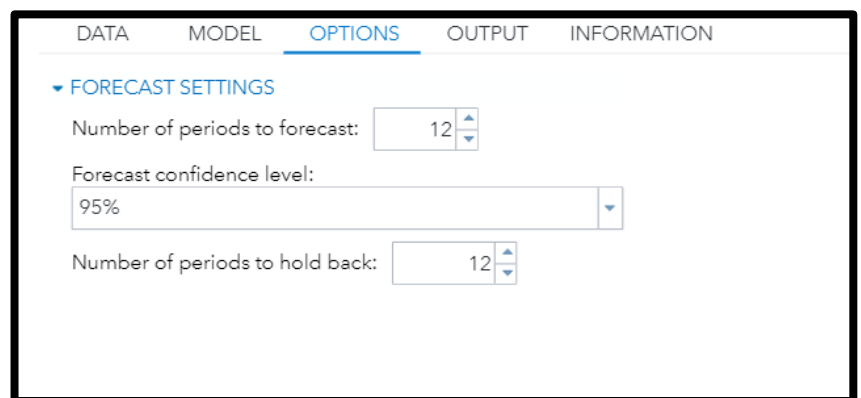 DATA MODEL OPTIONS OUTPUT INFORMATION
FORECAST SETTINGS
Number of periods to forecast: 12
Forecast confidence level:
95%
Number of periods to hold back: 12